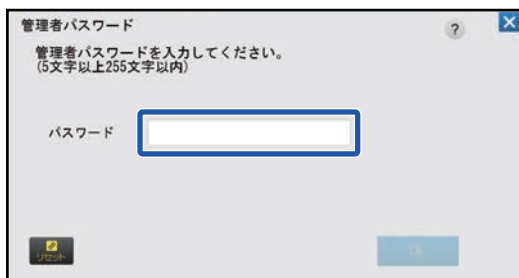 管理者パスワード
?
管理者パスワードを入力してください。
(5文字以上255文字以内)
パスワード
リセット